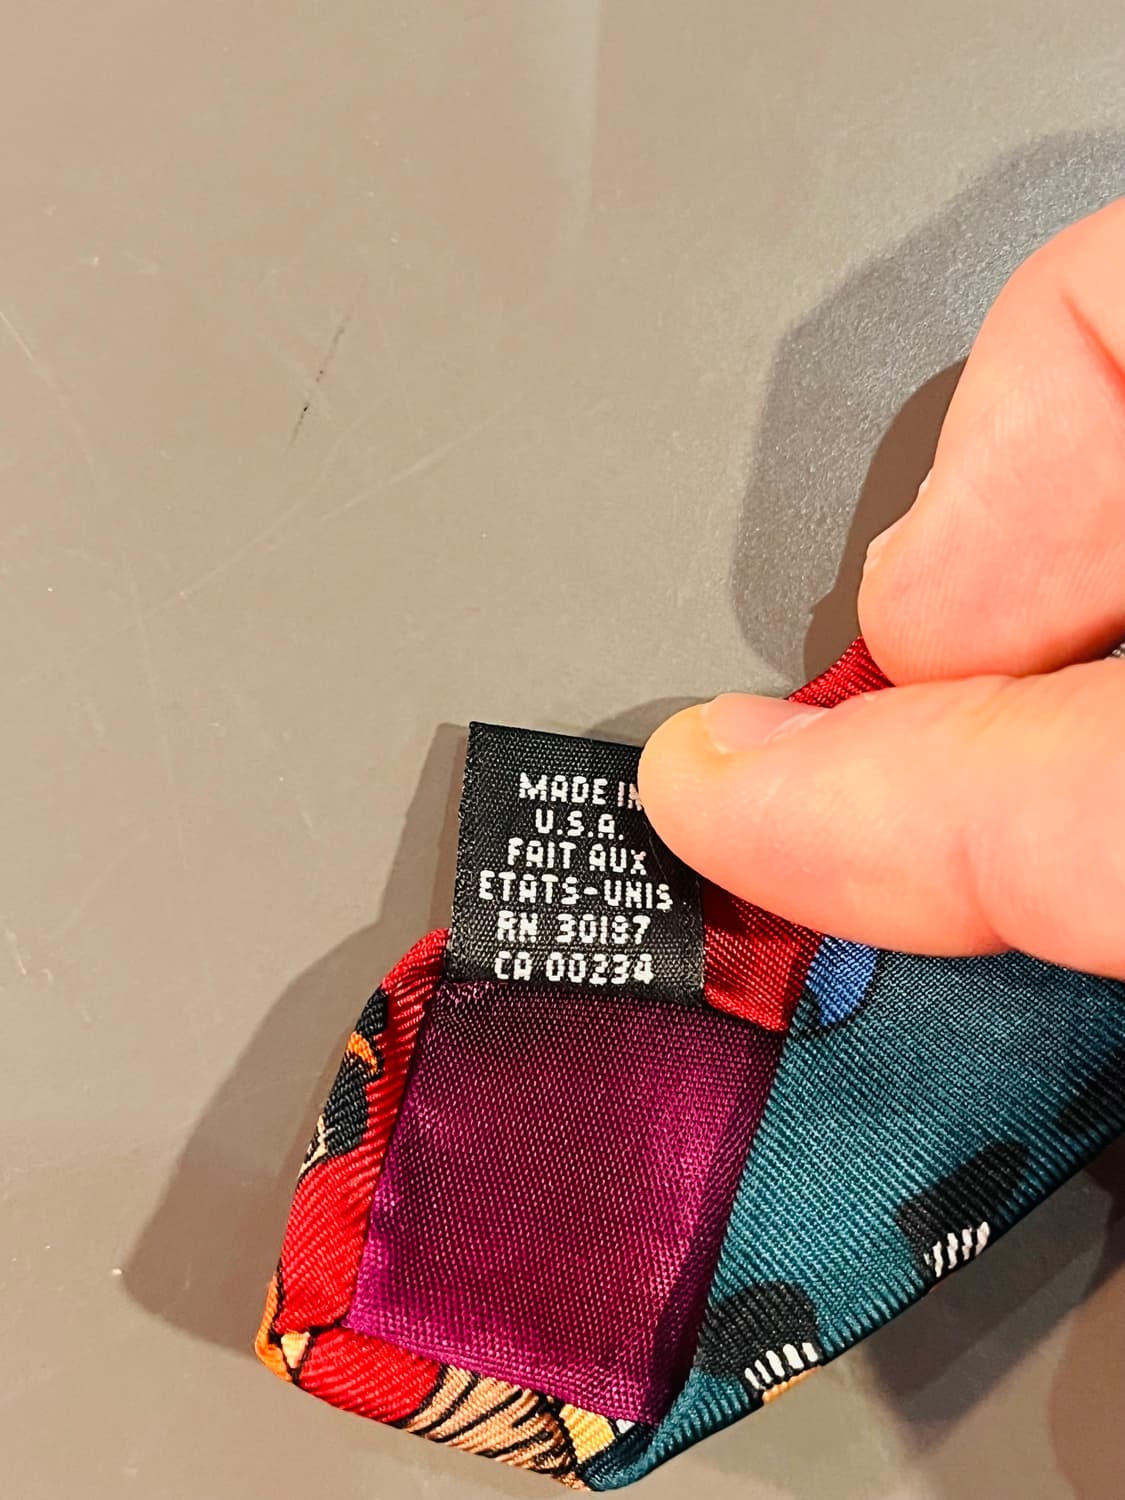 MADE IN
U.S.A.
FAIT AUX
ETATS-UNIS
RN 30187
CA 00234